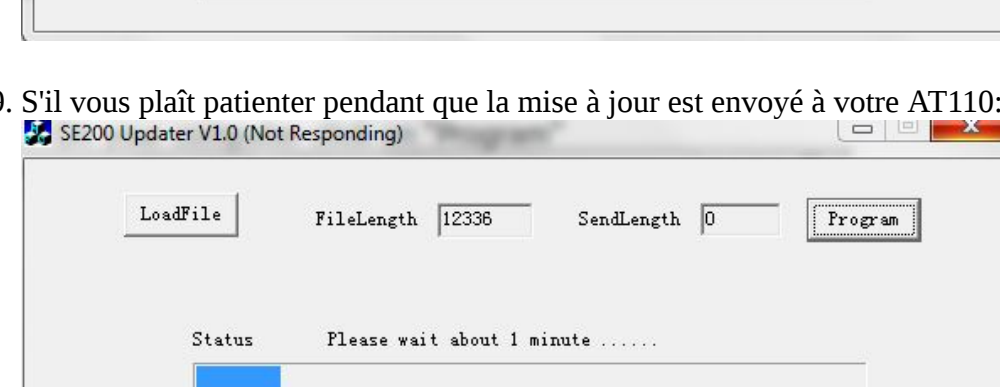 9. S'il vous plaît patienter pendant que la mise à jour est envoyé à votre AT110:
SE200 Updater V1.0 (Not Responding) "Program"
LoadFile FileLength 12336 SendLength 0 Program
Status Please wait about 1 minute ......